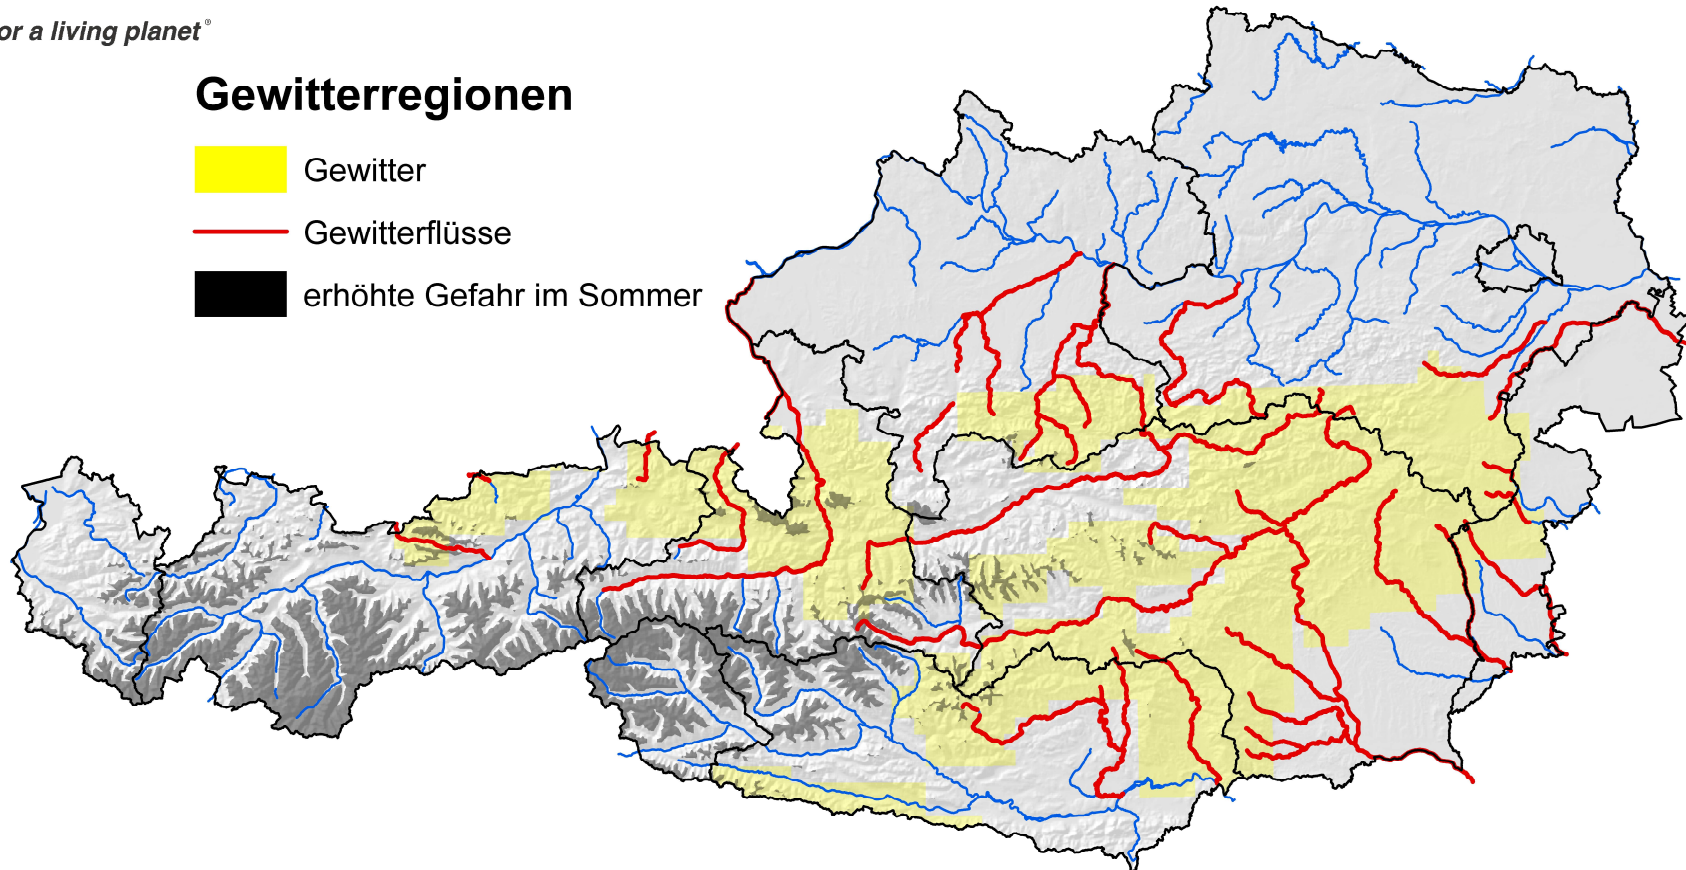 or a living planet®
Gewitterregionen
Gewitter
Gewitterflüsse
erhöhte Gefahr im Sommer